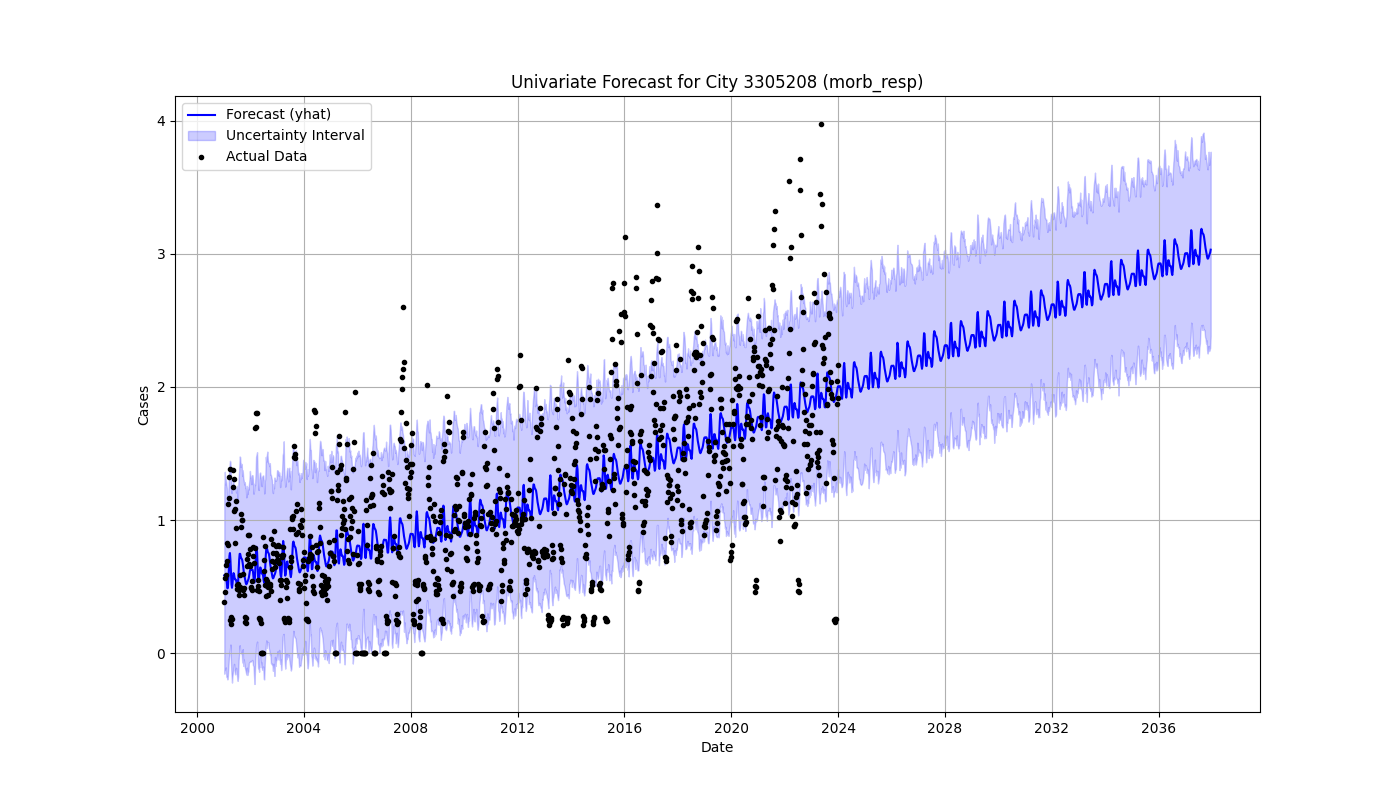 Univariate Forecast for City 3305208 (morb_resp)
Forecast (yhat)
Uncertainty Interval
Actual Data
Cases
4
3
2
1
0
2000 2004 2008 2012 2016 2020 2024 2028 2032 2036
Date